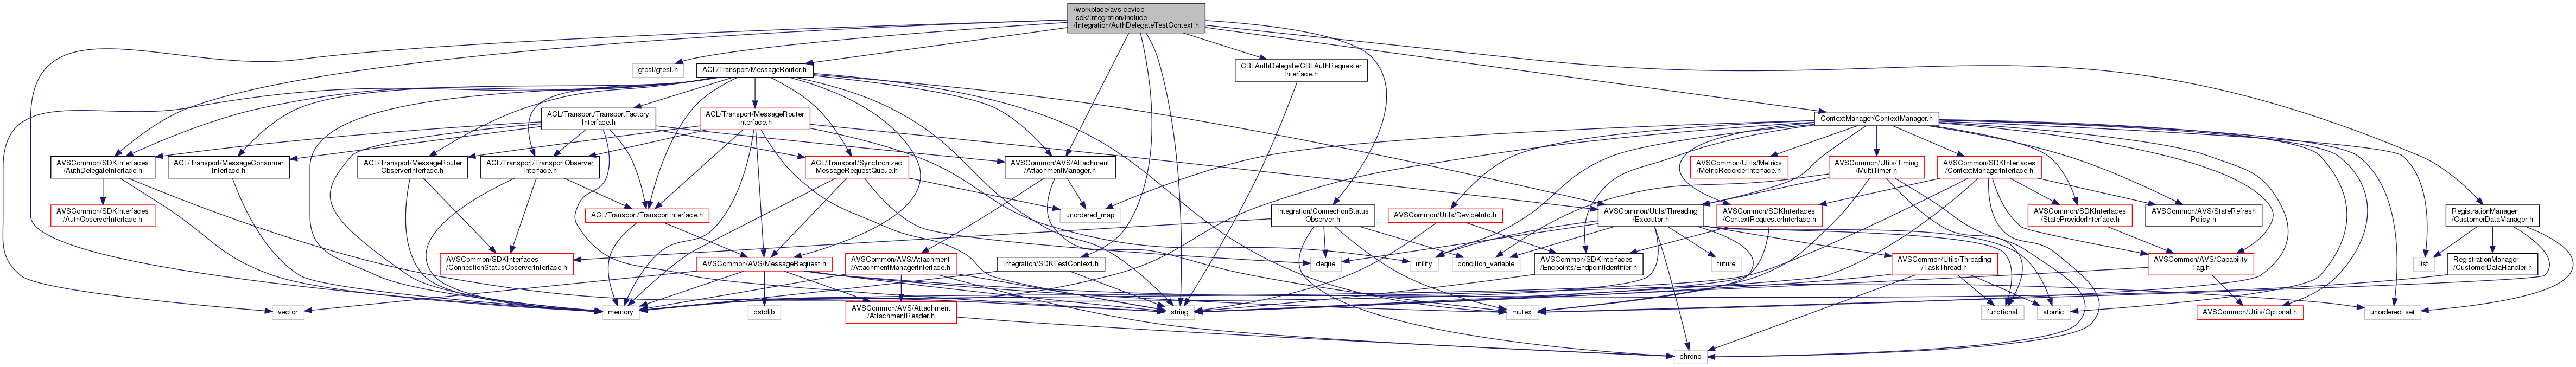 /workplace/avs-device
-sdk/Integration/include
/Integration/AuthDelegateTestContext.h
gtest/gtest.h
ACL/Transport/MessageRouter.h
CBLAuthDelegate/CBLAuthRequester
Interface.h
ACL/Transport/TransportFactory
Interface.h
ACL/Transport/MessageRouter
Interface.h
ContextManager/ContextManager.h
AVSCommon/SDKInterfaces
/AuthDelegateInterface.h
ACL/Transport/MessageConsumer
Interface.h
ACL/Transport/MessageRouter
ObserverInterface.h
ACL/Transport/TransportObserver
Interface.h
ACL/Transport/Synchronized
MessageRequestQueue.h
AVSCommon/AVS/Attachment
/AttachmentManager.h
AVSCommon/Utils/Metrics
/MetricRecorderInterface.h
AVSCommon/Utils/Timing
/MultiTimer.h
AVSCommon/SDKInterfaces
/ContextManagerInterface.h
AVSCommon/SDKInterfaces
/AuthObserverInterface.h
ACL/Transport/TransportInterface.h
unordered_map
Integration/ConnectionStatus
Observer.h
AVSCommon/Utils/DeviceInfo.h
AVSCommon/Utils/Threading
/Executor.h
AVSCommon/SDKInterfaces
/ContextRequesterInterface.h
AVSCommon/SDKInterfaces
/StateProviderInterface.h
AVSCommon/AVS/StateRefresh
Policy.h
RegistrationManager
/CustomerDataManager.h
AVSCommon/SDKInterfaces
/ConnectionStatusObserverInterface.h
AVSCommon/AVS/MessageRequest.h
AVSCommon/AVS/Attachment
/AttachmentManagerInterface.h
Integration/SDKTestContext.h
deque
utility
condition_variable
AVSCommon/SDKInterfaces
/Endpoints/EndpointIdentifier.h
future
AVSCommon/Utils/Threading
/TaskThread.h
AVSCommon/AVS/Capability
Tag.h
list
RegistrationManager
/CustomerDataHandler.h
vector
memory
cstdlib
AVSCommon/AVS/Attachment
/AttachmentReader.h
string
mutex
functional
atomic
AVSCommon/Utils/Optional.h
unordered_set
chrono